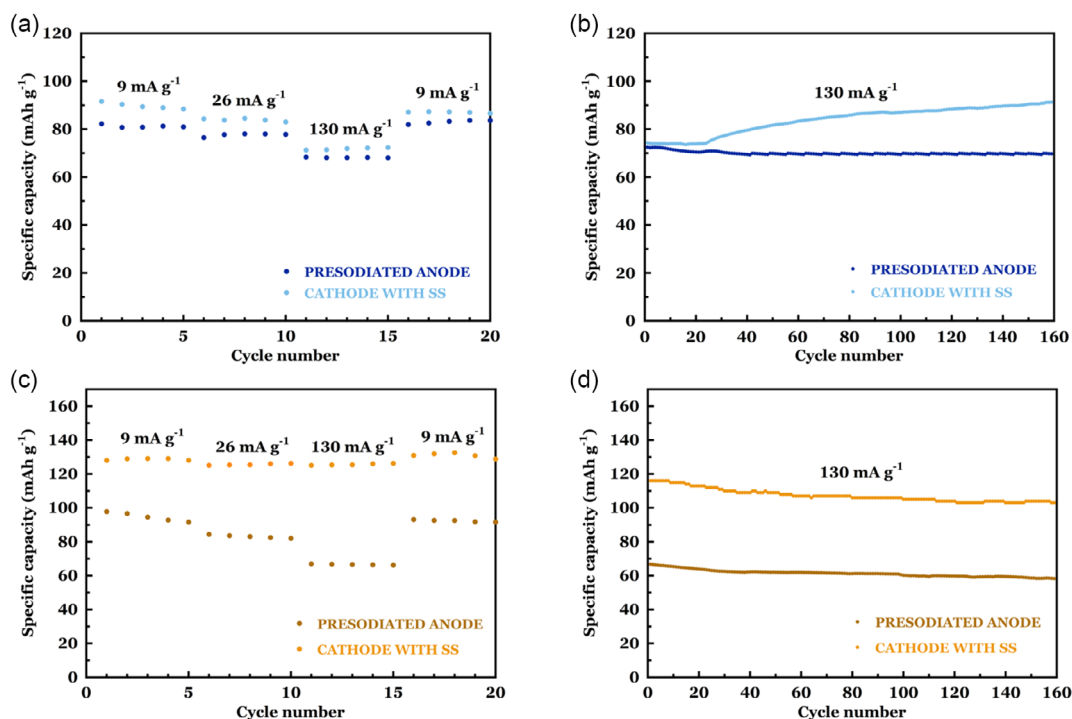 (a)
Specific capacity (mAh g-1)
120
100
80
60
40
20
0
9 mA g-1
26 mA g-1
130 mA g-1
9 mA g-1
PRESODIATED ANODE
CATHODE WITH SS
0 5 10 15 20
Cycle number
(b)
Specific capacity (mAh g-1)
120
100
80
60
40
20
0
130 mA g-1
PRESODIATED ANODE
CATHODE WITH SS
0 20 40 60 80 100 120 140 160
Cycle number
(c)
Specific capacity (mAh g-1)
160
140
120
100
80
60
40
20
0
9 mA g-1
26 mA g-1
130 mA g-1
9 mA g-1
PRESODIATED ANODE
CATHODE WITH SS
0 5 10 15 20
Cycle number
(d)
Specific capacity (mAh g-1)
160
140
120
100
80
60
40
20
0
130 mA g-1
PRESODIATED ANODE
CATHODE WITH SS
0 20 40 60 80 100 120 140 160
Cycle number